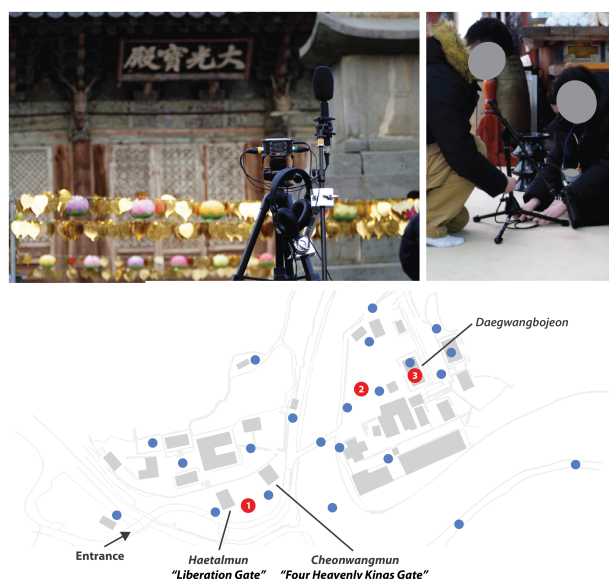 大光寶殿
Daegwangbojeon
3
2
1
Entrance
Haetalmun
"Liberation Gate"
Cheonwangmun
"Four Heavenly Kings Gate"